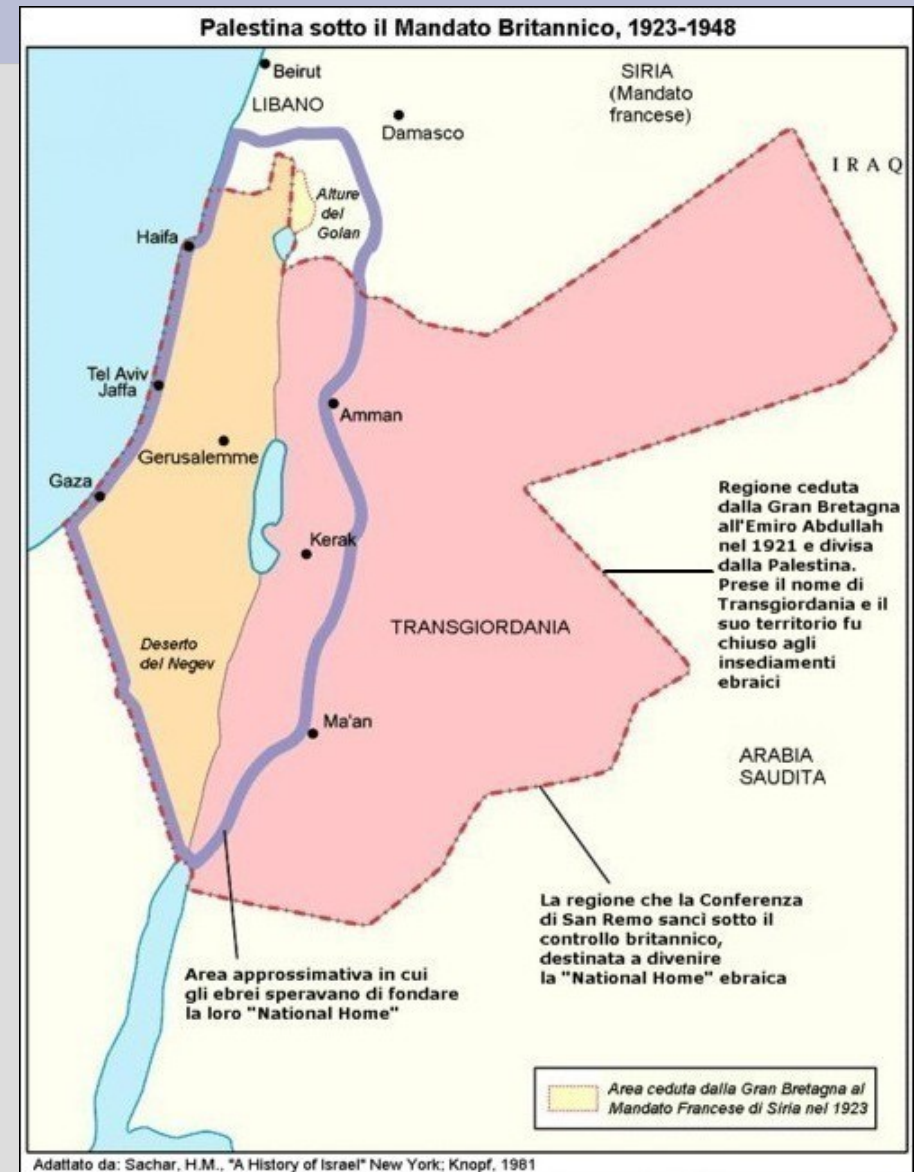 Palestina sotto il Mandato Britannico, 1923-1948
Beirut
LIBANO
SIRIA
(Mandato
francese)
Damasco
IRAQ
Alture
del
Golan
Haifa
Tel Aviv
Jaffa
Amman
Gerusalemme
Gaza
Kerak
Regione ceduta
dalla Gran Bretagna
all'Emiro Abdullah
nel 1921 e divisa
dalla Palestina.
Prese il nome di
Transgiordania e il
suo territorio fu
chiuso agli
insediamenti
ebraici
TRANSGIORDANIA
Deserto
del Negev
Ma'an
ARABIA
SAUDITA
La regione che la Conferenza
di San Remo sancì sotto il
controllo britannico,
destinata a divenire
la "National Home" ebraica
Area approssimativa in cui
gli ebrei speravano di fondare
la loro "National Home"
Area ceduta dalla Gran Bretagna al
Mandato Francese di Siria nel 1923
Adattato da: Sachar, H.M., "A History of Israel" New York; Knopf, 1981